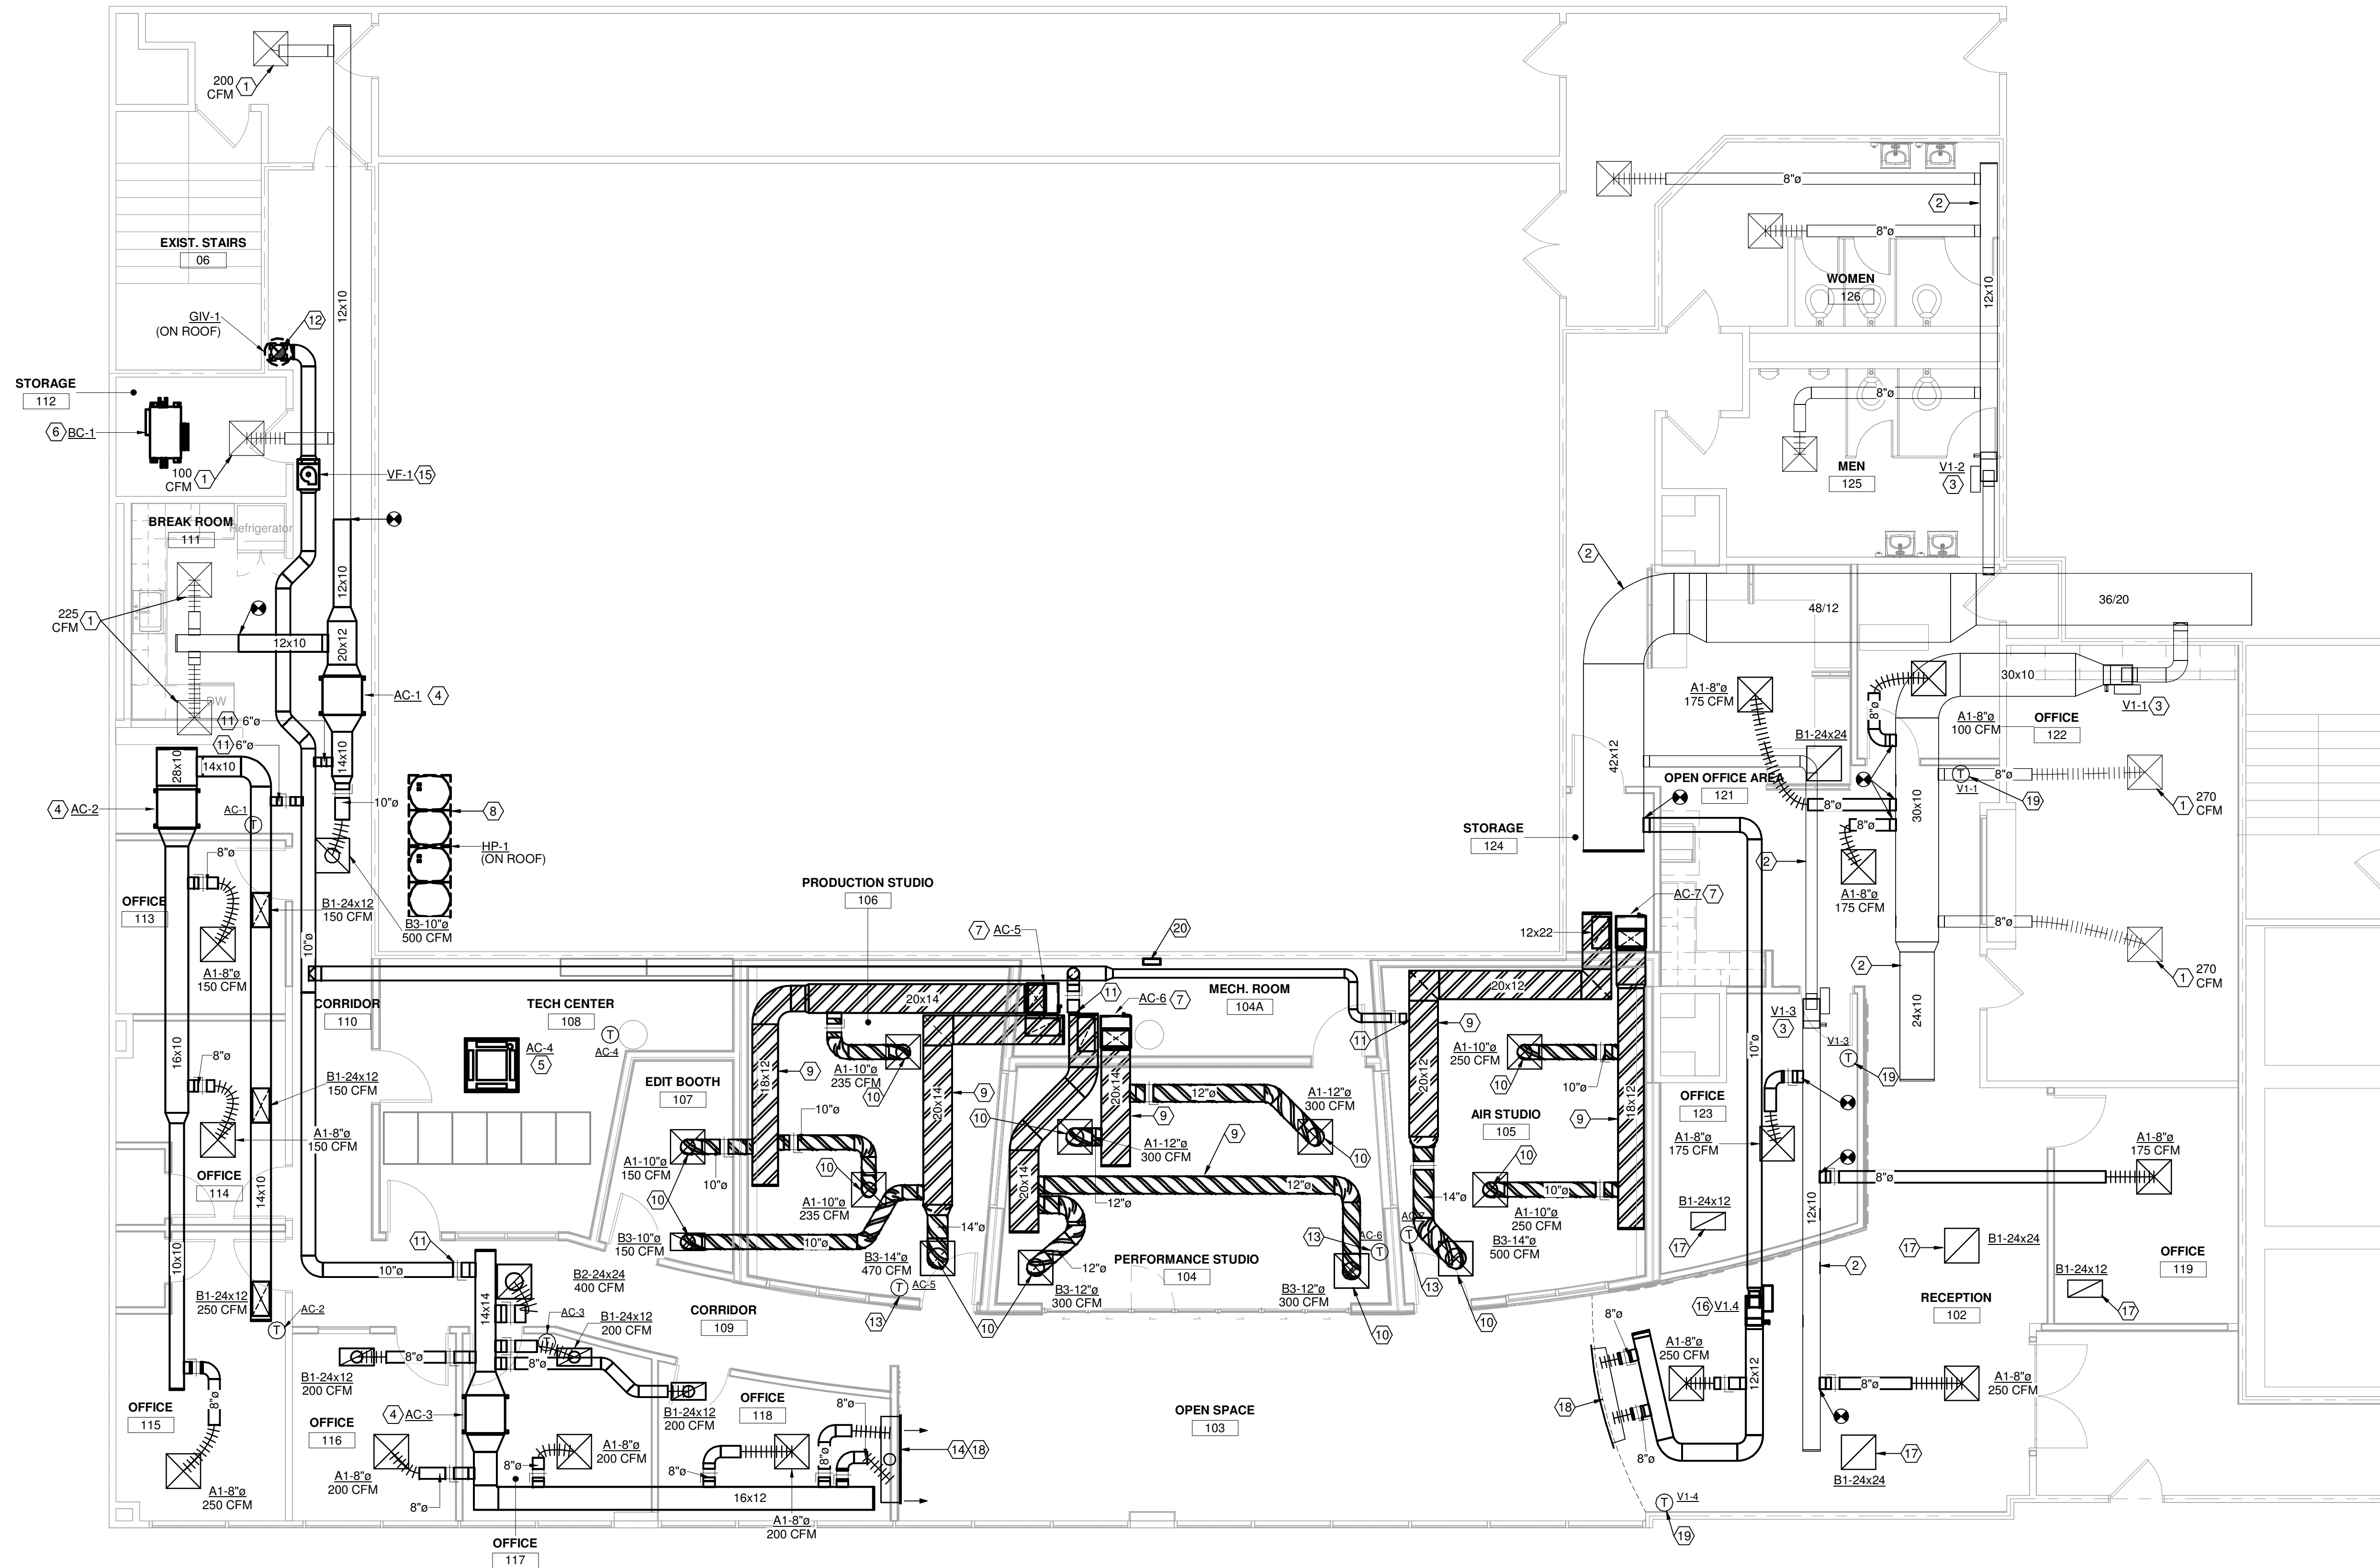 200
CFM
1
12x10
EXIST. STAIRS
06
GIV-1
(ON ROOF)
12
STORAGE
112
6
BC-1
100
CFM
1
VF-1
15
BREAK ROOM
111
Refrigerator
12x10
225
CFM
1
12x10
20x12
DW
AC-1
4
11
6"ø
11
6"ø
14x10
28x10
14x10
10"ø
4
AC-2
AC-1
T
8
HP-1
(ON ROOF)
8"ø
OFFICE
113
B1-24x12
150 CFM
B3-10"ø
500 CFM
10"ø
A1-8"ø
150 CFM
CORRIDOR
110
16x10
8"ø
B1-24x12
150 CFM
A1-8"ø
150 CFM
OFFICE
114
14x10
10x10
B1-24x12
250 CFM
AC-2
T
OFFICE
115
8"ø
A1-8"ø
250 CFM
TECH CENTER
108
T
AC-4
AC-4
5
EDIT BOOTH
107
A1-10"ø
150 CFM
10"ø
10
B3-10"ø
150 CFM
10"ø
11
10"ø
14x14
B2-24x24
400 CFM
AC-3
T
B1-24x12
200 CFM
8"ø
8"ø
B1-24x12
200 CFM
B1-24x12
200 CFM
4
AC-3
OFFICE
116
A1-8"ø
200 CFM
8"ø
8"ø
A1-8"ø
200 CFM
OFFICE
117
OFFICE
118
8"ø
8"ø
8"ø
16x12
A1-8"ø
200 CFM
14
18
CORRIDOR
109
PRODUCTION STUDIO
106
7
AC-5
20x14
18x12
9
A1-10"ø
235 CFM
10
10"ø
10
A1-10"ø
235 CFM
20x14
9
14"ø
B3-14"ø
470 CFM
T
AC-5
13
10
20
11
AC-6
7
MECH. ROOM
104A
20x14
9
12"ø
A1-12"ø
300 CFM
10
10
A1-12"ø
300 CFM
12"ø
9
20x14
12"ø
12"ø
B3-12"ø
300 CFM
PERFORMANCE STUDIO
104
B3-12"ø
300 CFM
10
13
AC-6
T
AC-7
T
13
11
20x12
20x12
9
12x22
AC-7
7
A1-10"ø
250 CFM
10
10"ø
AIR STUDIO
105
9
18x12
10
14"ø
10"ø
A1-10"ø
250 CFM
B3-14"ø
500 CFM
10
OPEN SPACE
103
8"ø
2
8"ø
WOMEN
126
12x10
8"ø
MEN
125
V1-2
3
2
48/12
36/20
42x12
STORAGE
124
A1-8"ø
175 CFM
B1-24x24
OPEN OFFICE AREA
121
8"ø
30x10
V1-1
3
A1-8"ø
100 CFM
OFFICE
122
T
V1-1
8"ø
19
1
270
CFM
8"ø
8"ø
30x10
A1-8"ø
175 CFM
2
8"ø
1
270
CFM
2
24x10
V1-3
3
V1-3
T
19
10"ø
OFFICE
123
A1-8"ø
175 CFM
B1-24x12
17
8"ø
A1-8"ø
175 CFM
12x10
17
B1-24x24
B1-24x12
17
OFFICE
119
2
RECEPTION
102
16
V1.4
8"ø
A1-8"ø
250 CFM
12x12
8"ø
A1-8"ø
250 CFM
18
8"ø
17
B1-24x24
T
V1-4
19